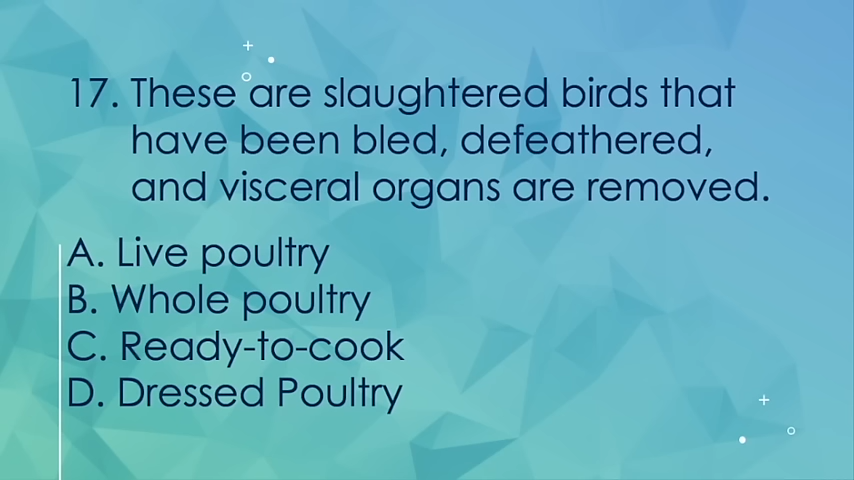 17. These are slaughtered birds that
have been bled, defeathered,
and visceral organs are removed.
A. Live poultry
B. Whole poultry
C. Ready-to-cook
D. Dressed Poultry